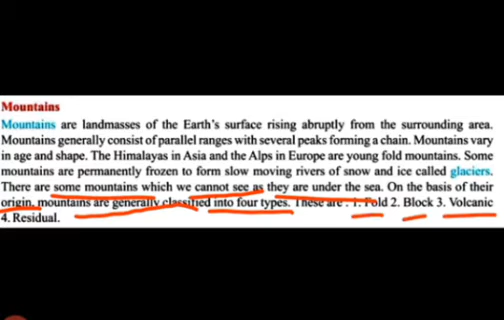 Mountains
Mountains are landmasses of the Earth's surface rising abruptly from the surrounding area.
Mountains generally consist of parallel ranges with several peaks forming a chain. Mountains vary
in age and shape. The Himalayas in Asia and the Alps in Europe are young fold mountains. Some
mountains are permanently frozen to form slow moving rivers of snow and ice called glaciers.
There are some mountains which we cannot see as they are under the sea. On the basis of their
origin, mountains are generally classified into four types. These are : 1. Fold 2. Block 3. Volcanic
4. Residual.